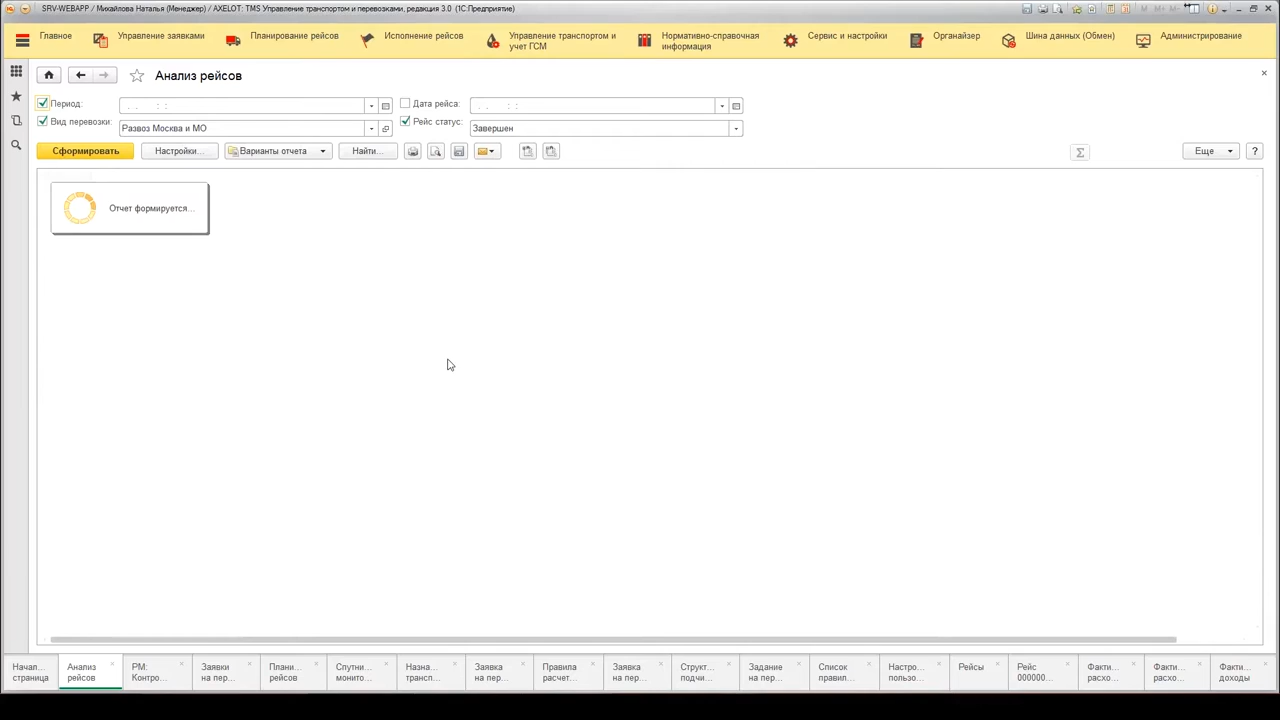 SRV-WEBAPP / Михайлова Наталья (Менеджер) / AXELOT: TMS Управление транспортом и перевозками, редакция 3.0 (1С:Предприятие)
M M+ M-
Главное
Управление заявками
Планирование рейсов
Исполнение рейсов
Управление транспортом и
учет ГСМ
Нормативно-справочная
информация
Сервис и настройки
Органайзер
Шина данных (Обмен)
Администрирование
Анализ рейсов
Период: . . : :
Дата рейса: . . : :
Вид перевозки: Развоз Москва и МО
Рейс статус: Завершен
Сформировать Настройки... Варианты отчета Найти... Σ Еще ?
Отчет формируется...
Начал...
страница
Анализ
рейсов
РМ:
Контро...
Заявки
на пер...
Плани...
рейсов
Спутни...
монито...
Назна...
трансп...
Заявка
на пер...
Правила
расчет...
Заявка
на пер...
Структ...
подчи...
Задание
на пер...
Список
правил...
Настро...
пользо...
Рейсы
Рейс
000000...
Факти...
расхо...
Факти...
расхо...
Факти...
доходы